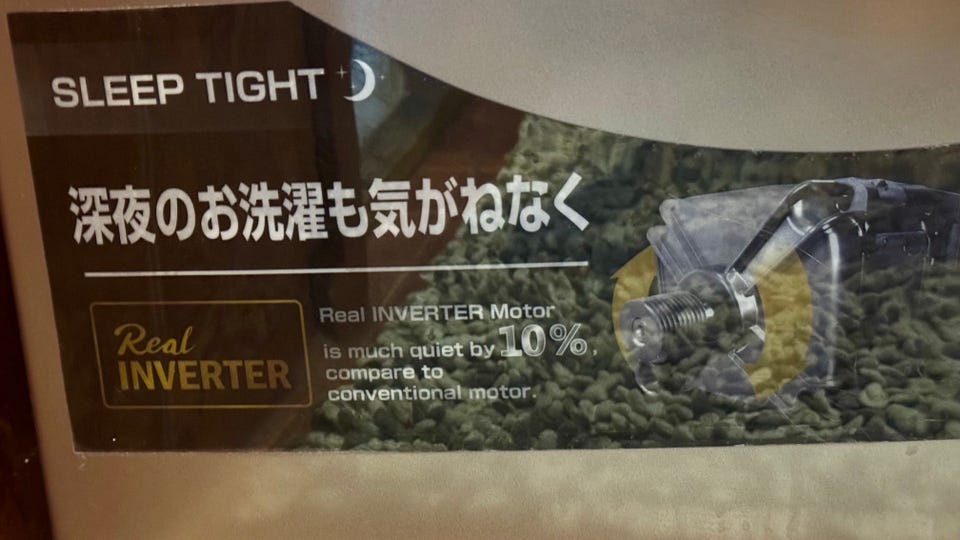 SLEEP TIGHT
深夜のお洗濯も気がねなく
Real
INVERTER
Real INVERTER Motor
is much quiet by 10%,
compare to
conventional motor.